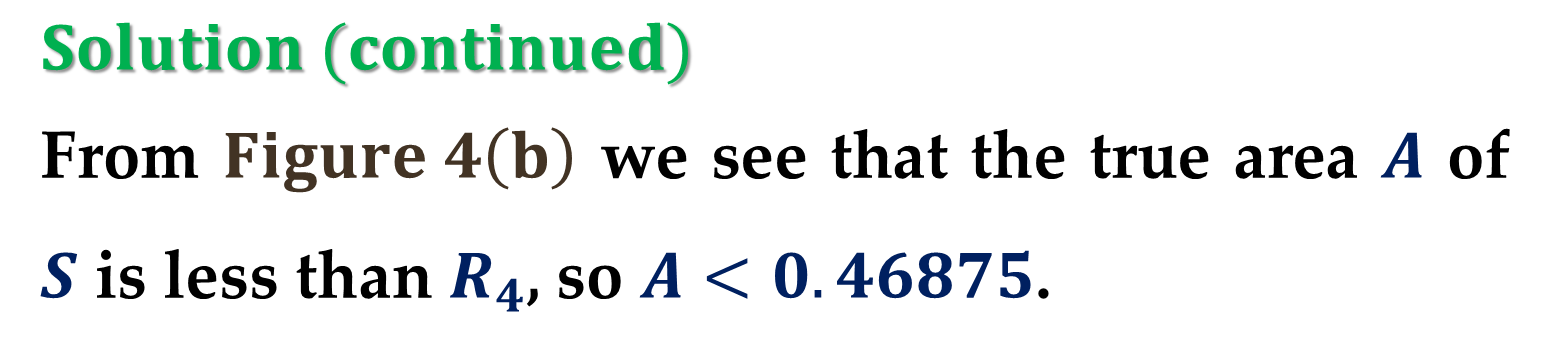 Solution (continued)
From Figure 4(b) we see that the true area A of
S is less than R₄, so A < 0.46875.